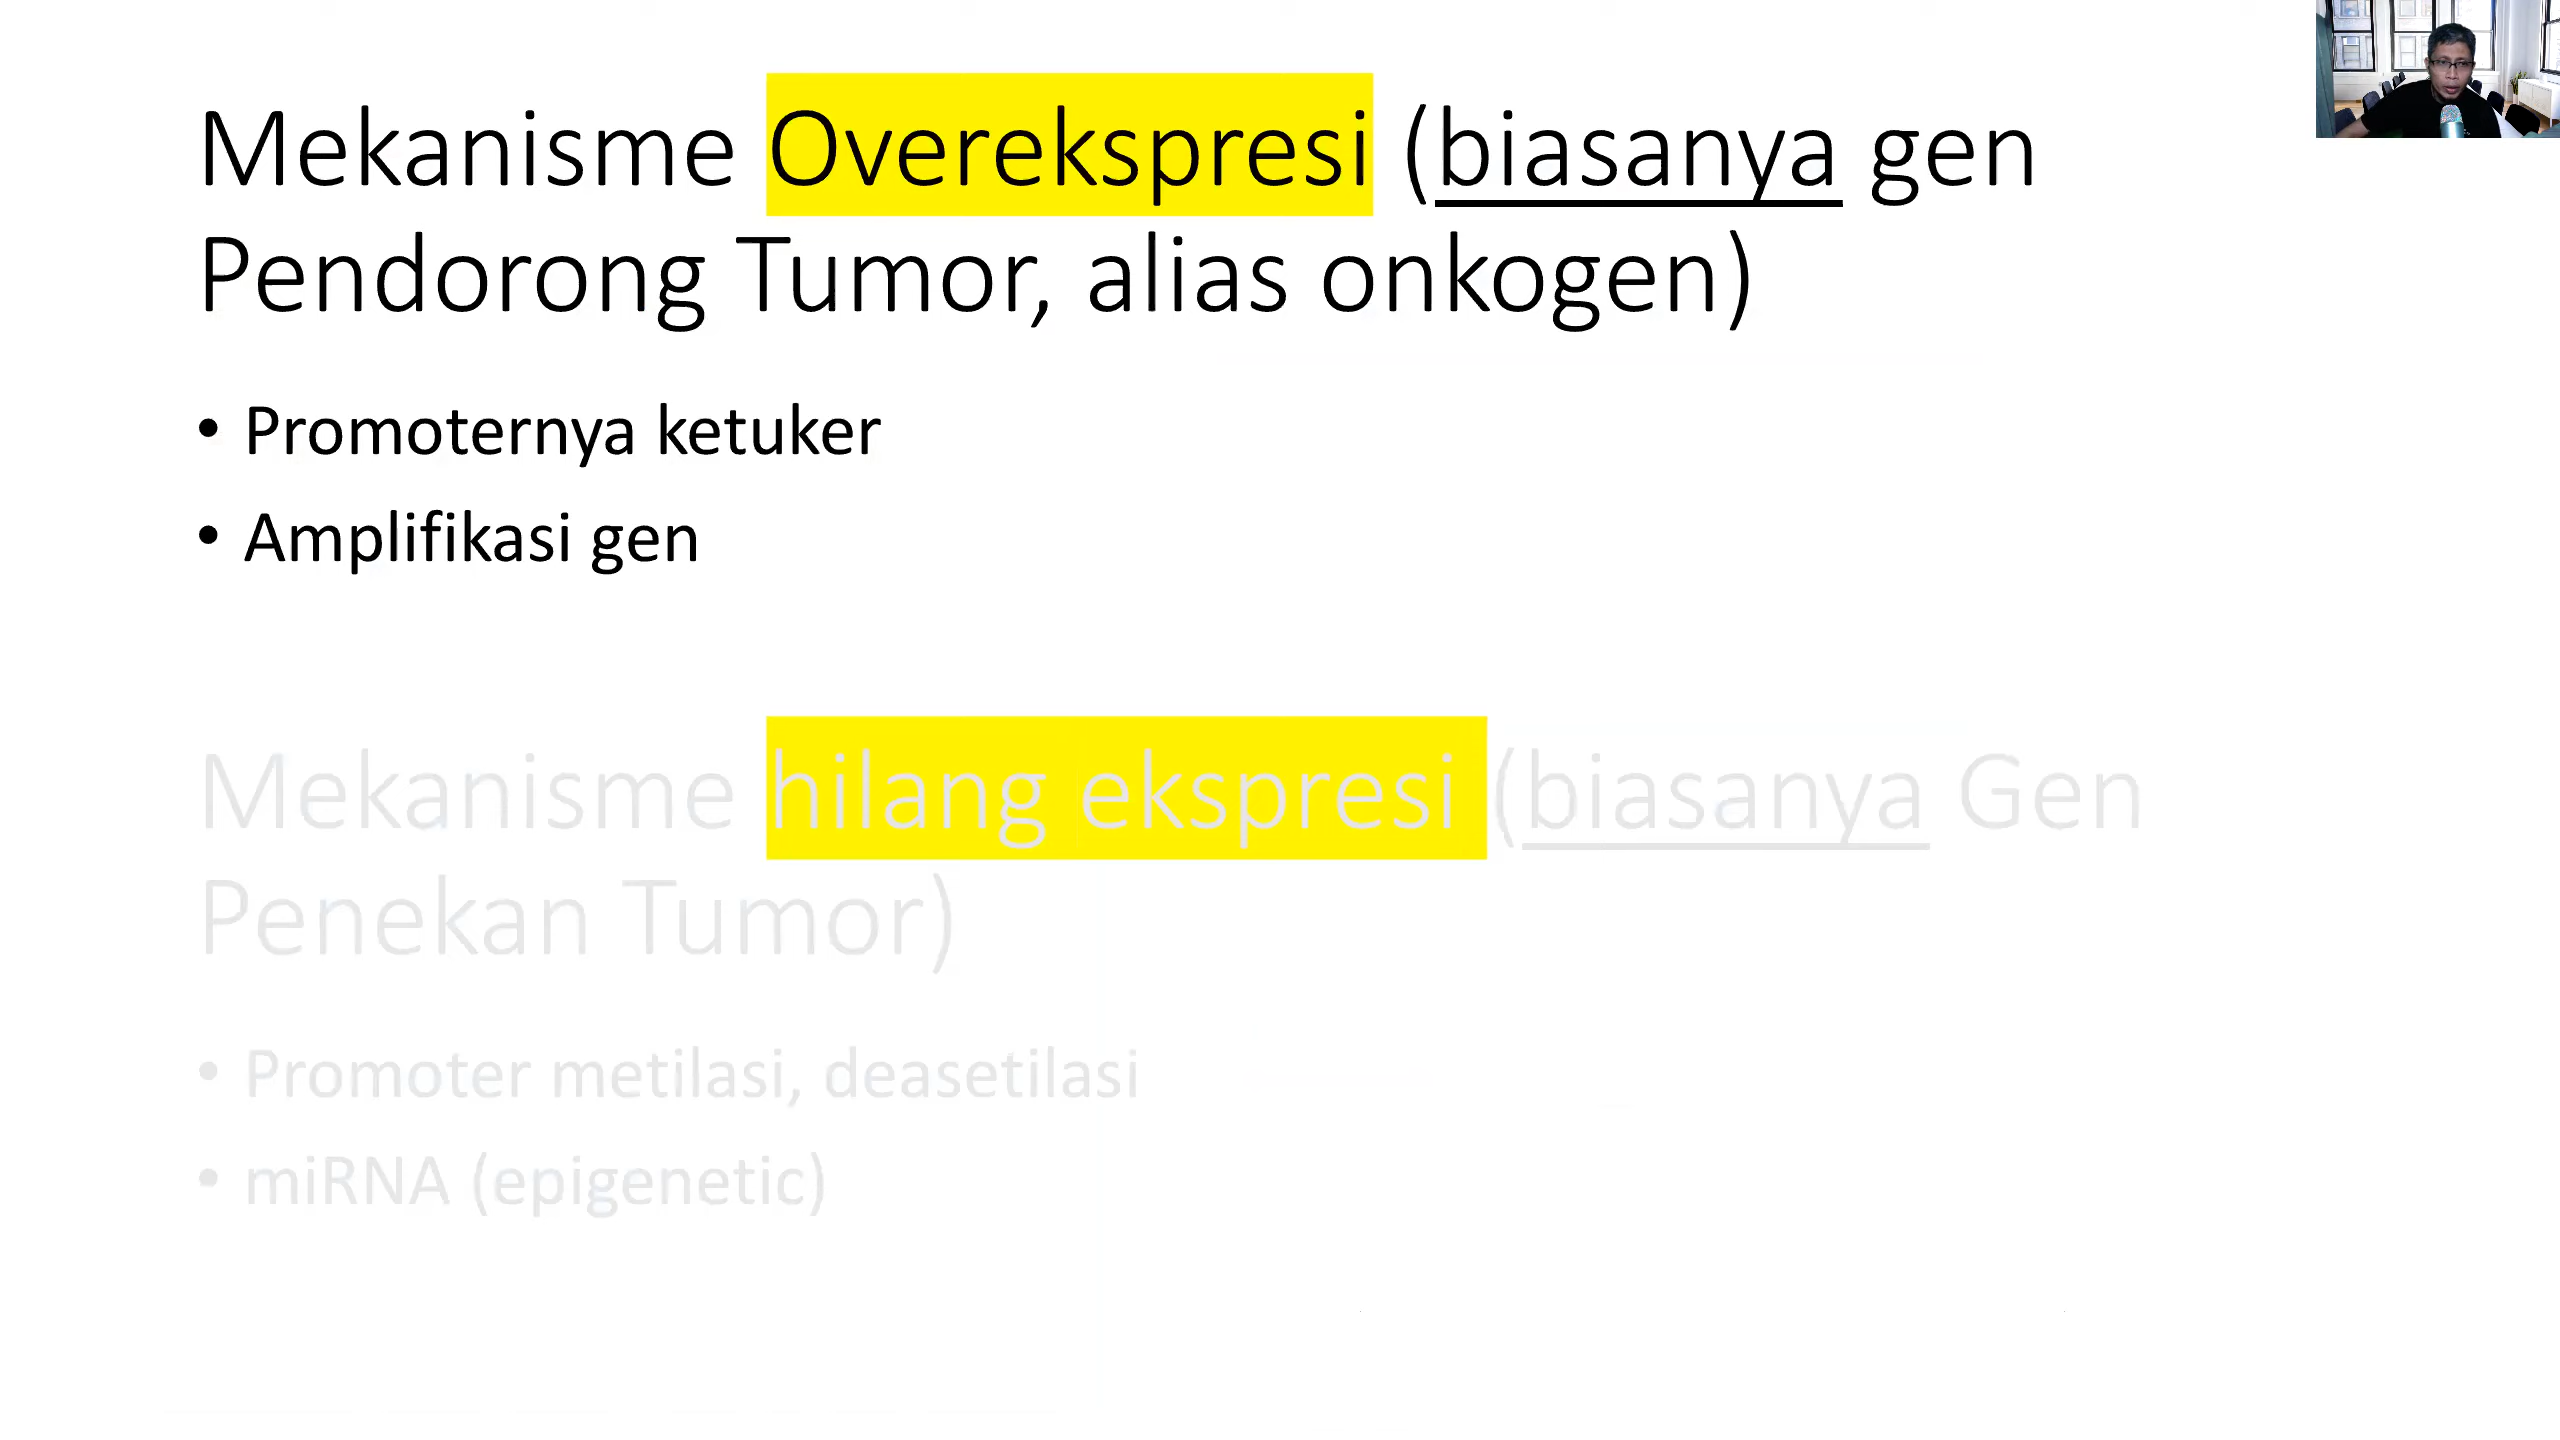 Mekanisme Overekspresi (biasanya gen
Pendorong Tumor, alias onkogen)
• Promoternya ketuker
• Amplifikasi gen
Mekanisme hilang ekspresi (biasanya Gen
Penekan Tumor)
• Promoter metilasi, deasetilasi
• miRNA (epigenetic)